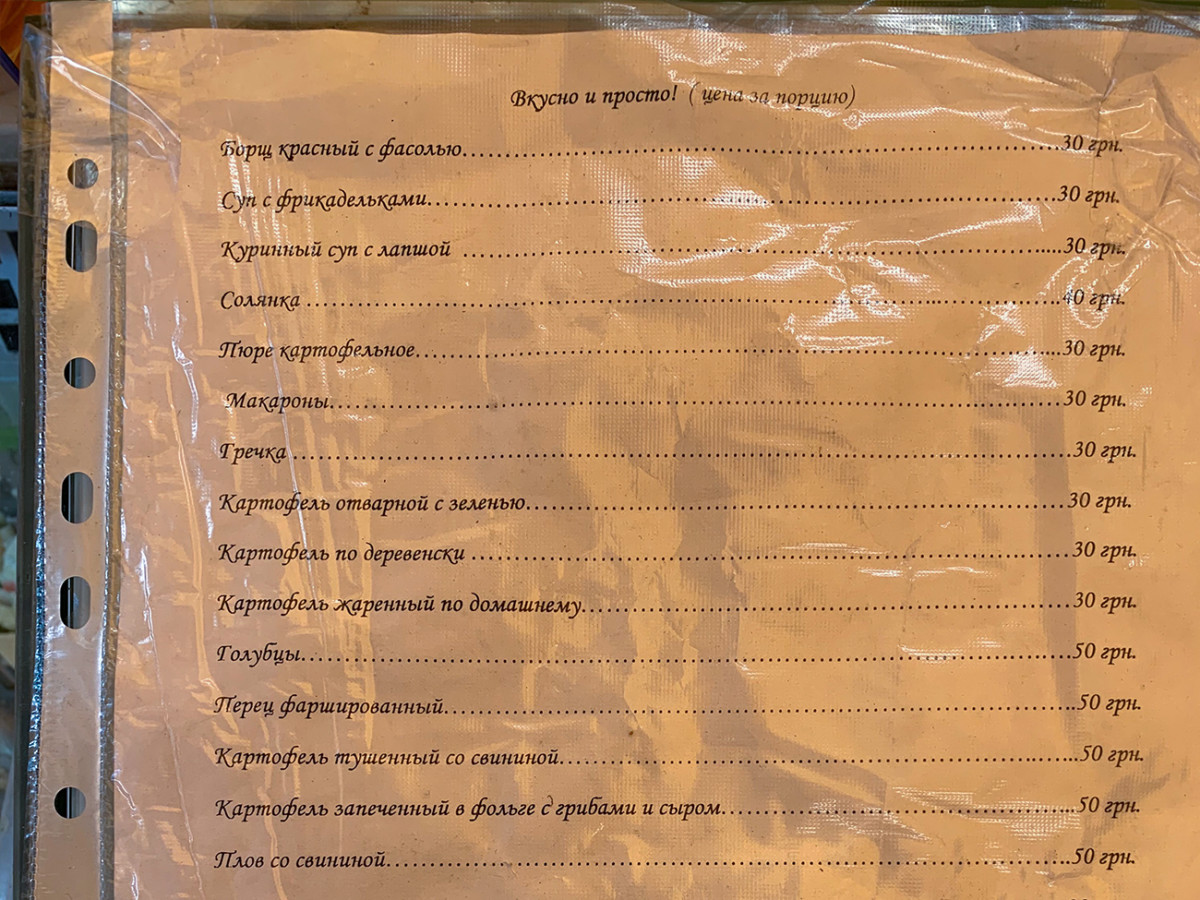 Вкусно и просто! ( цена за порцию)
Борщ красный с фасолью……………………………………………………………….30 грн.
Суп с фрикадельками…………………………………………………………..………….30 грн.
Куринный суп с лапшой ………………………………………………………………....30 грн.
Солянка ……………………………………………………………………..…………….40 грн.
Пюре картофельное……………………………………………………………………....30 грн.
Макароны…………………………………………………………………….………….30 грн.
Гречка ……………………………………………………………………………………30 грн.
Картофель отварной с зеленью…………………………………………………………30 грн.
Картофель по деревенски ………………………………………………………………30 грн.
Картофель жаренный по домашнему……………………………………………………30 грн.
Голубцы……………………………………………………………………………………50 грн.
Перец фаршированный……………………………………………………………………..50 грн.
Картофель тушенный со свининой………………………………………………..…...50 грн.
Картофель запеченный в фольге с грибами и сыром…………………………………...50 грн.
Плов со свининой…………………………………………………………………………..50 грн.